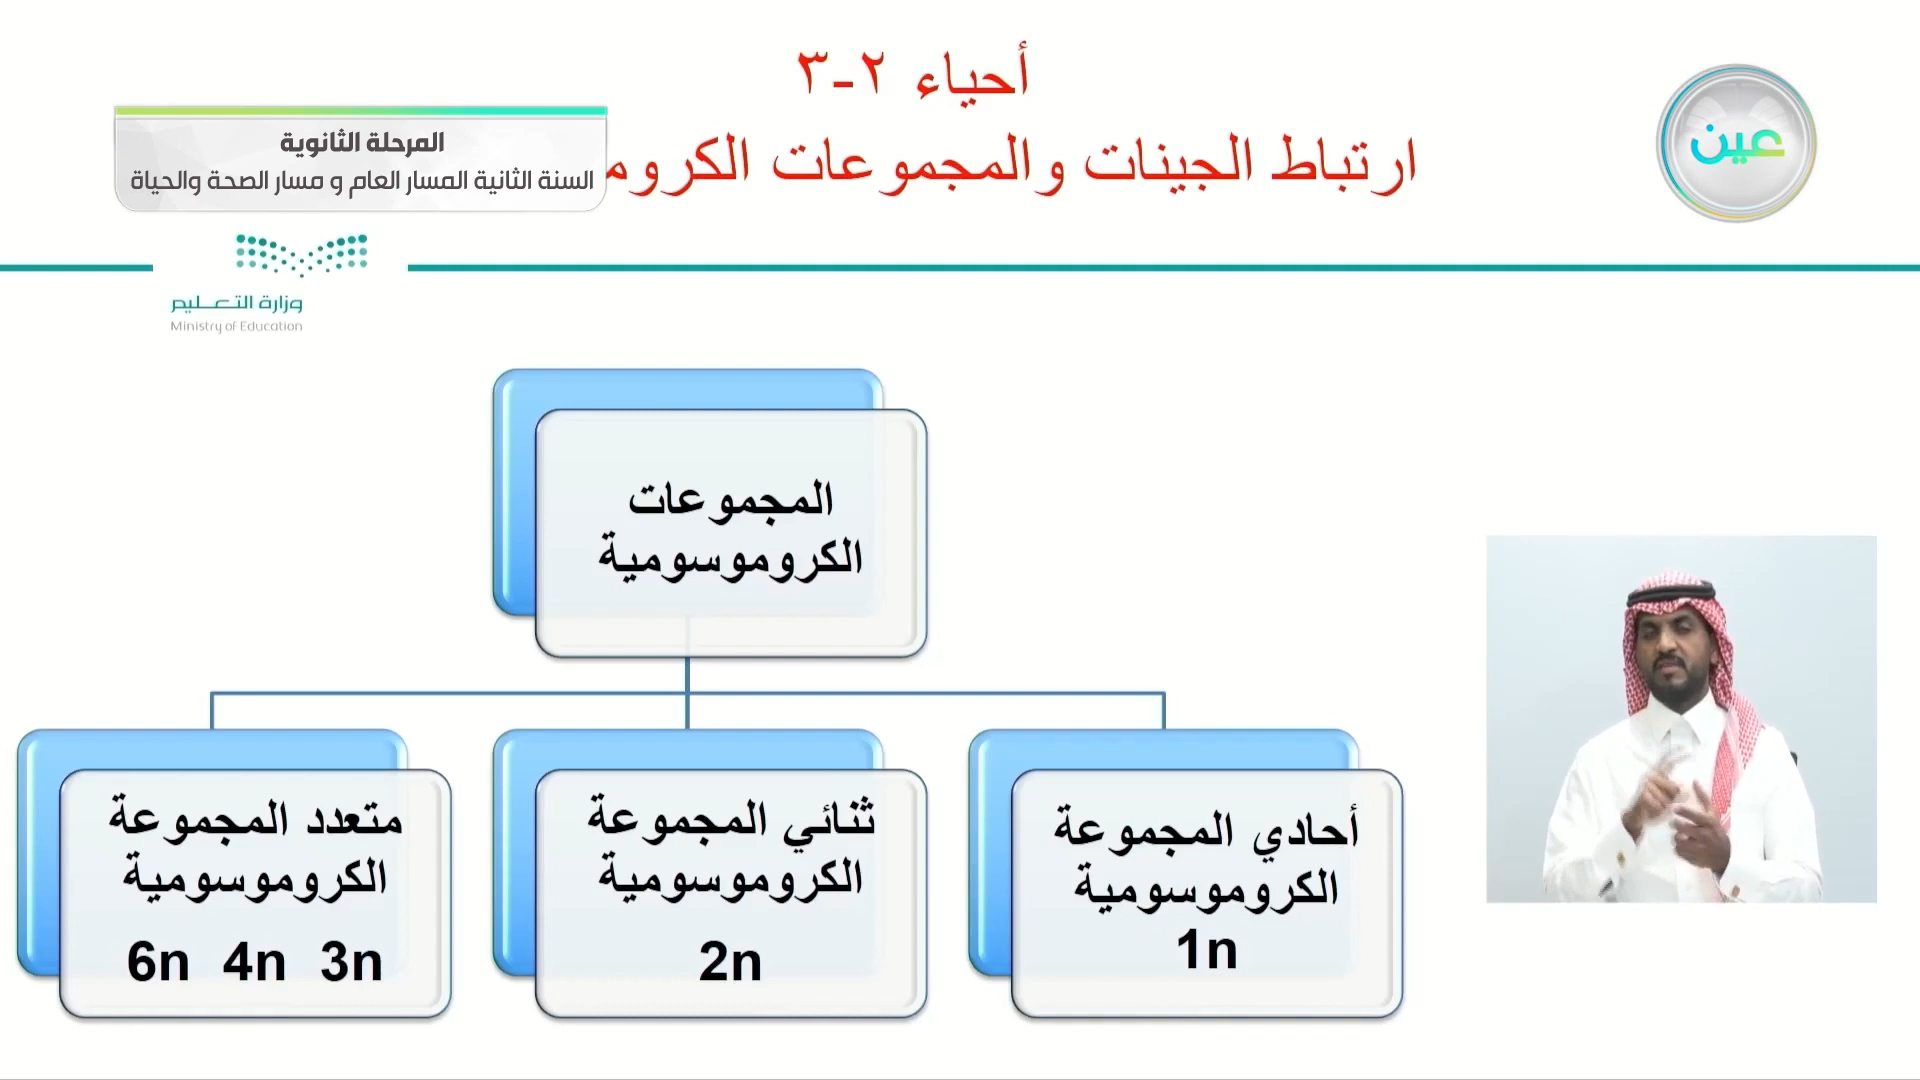 أحياء ٢-٣
ارتباط الجينات والمجموعات
المرحلة الثانوية
السنة الثانية المسار العام و مسار الصحة والحياة
عين
وزارة التعليم
Ministry of Education
المجموعات
الكروموسومية
أحادي المجموعة
الكروموسومية
1n
ثنائي المجموعة
الكروموسومية
2n
متعدد المجموعة
الكروموسومية
6n 4n 3n